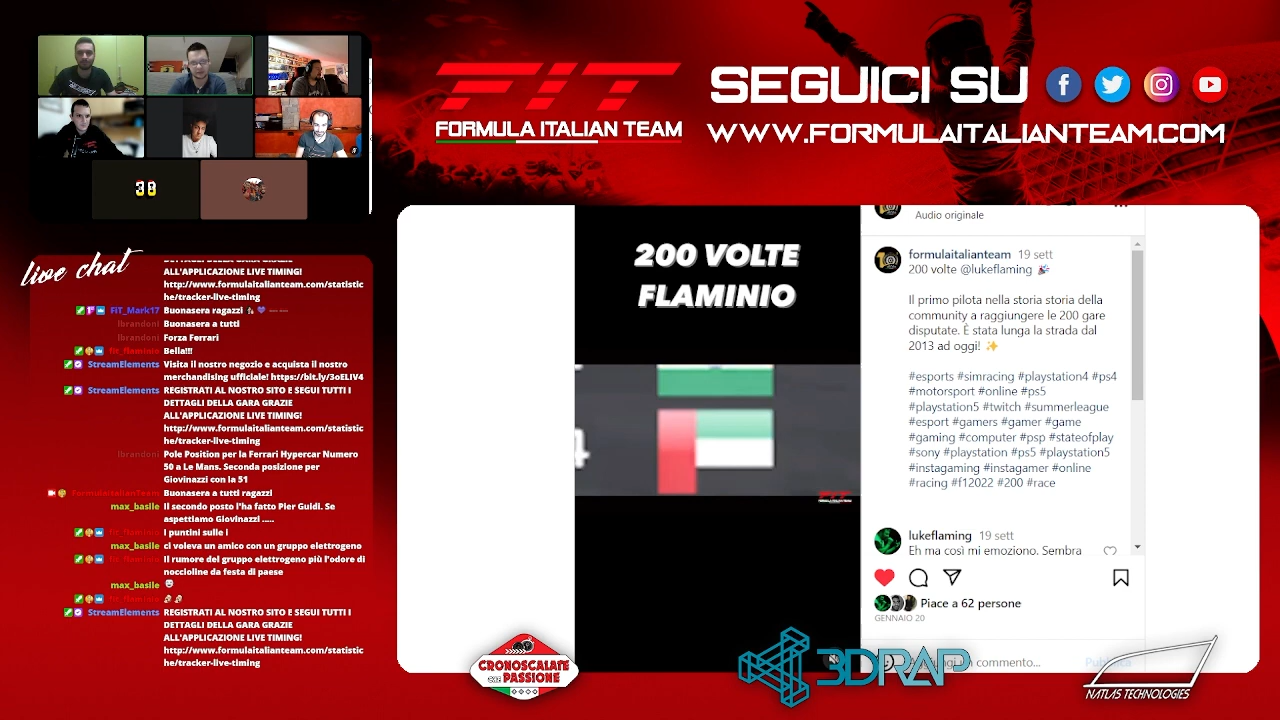 38
FIT
FORMULA ITALIAN TEAM
SEGUICI SU
WWW.FORMULAITALIANTEAM.COM
live chat
ALL'APPLICAZIONE LIVE TIMING!
http://www.formulaitalianteam.com/statistic
he/tracker-live-timing
FIT_Mark17 Buonasera ragazzi
lbrandoni Buonasera a tutti
lbrandoni Forza Ferrari
fit_flaminio Bella!!!
StreamElements Visita il nostro negozio e acquista il nostro
merchandising ufficiale! https://bit.ly/3oELIV4
StreamElements REGISTRATI AL NOSTRO SITO E SEGUI TUTTI I
DETTAGLI DELLA GARA GRAZIE
ALL'APPLICAZIONE LIVE TIMING!
http://www.formulaitalianteam.com/statistic
he/tracker-live-timing
lbrandoni Pole Position per la Ferrari Hypercar Numero
50 a Le Mans. Seconda posizione per
Giovinazzi con la 51
FormulaItalianTeam Buonasera a tutti ragazzi
max_basile Il secondo posto l'ha fatto Pier Guidi. Se
aspettiamo Giovinazzi .....
fit_flaminio I puntini sulle I
max_basile ci voleva un amico con un gruppo elettrogeno
fit_flaminio Il rumore del gruppo elettrogeno più l'odore di
noccioline da festa di paese
max_basile
fit_flaminio
StreamElements REGISTRATI AL NOSTRO SITO E SEGUI TUTTI I
DETTAGLI DELLA GARA GRAZIE
ALL'APPLICAZIONE LIVE TIMING!
http://www.formulaitalianteam.com/statistic
he/tracker-live-timing
200 VOLTE
FLAMINIO
Audio originale
formulaitalianteam 19 sett
200 volte @lukeflaming 🎉
Il primo pilota nella storia storia della
community a raggiungere le 200 gare
disputate. È stata lunga la strada dal
2013 ad oggi! ✨
#esports #simracing #playstation4 #ps4
#motorsport #online #ps5
#playstation5 #twitch #summerleague
#esport #gamers #gamer #game
#gaming #computer #psp #stateofplay
#sony #playstation #ps5 #playstation5
#instagaming #instagamer #online
#racing #f12022 #200 #race
lukeflaming 19 sett
Eh ma così mi emoziono. Sembra
Piace a 62 persone
GENNAIO 20
commento...
CRONOSCALATE
CHE
PASSIONE
3DRAP
NATLAS TECHNOLOGIES